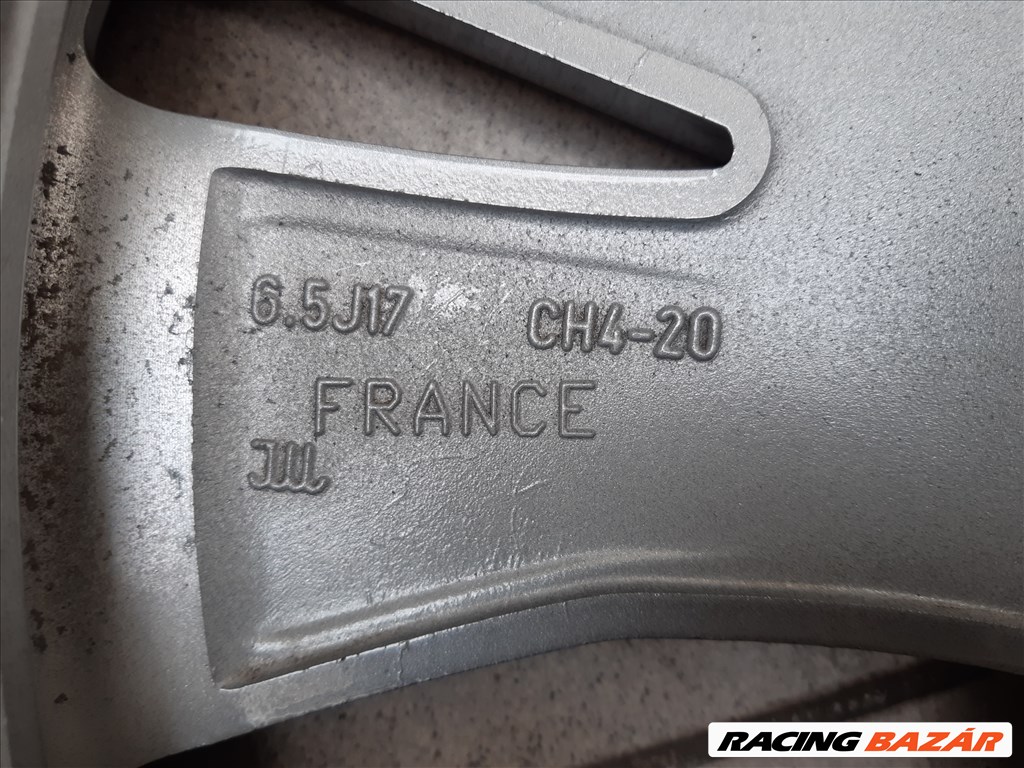 6.5J17 CH4-20
FRANCE
RACING BAZÁR